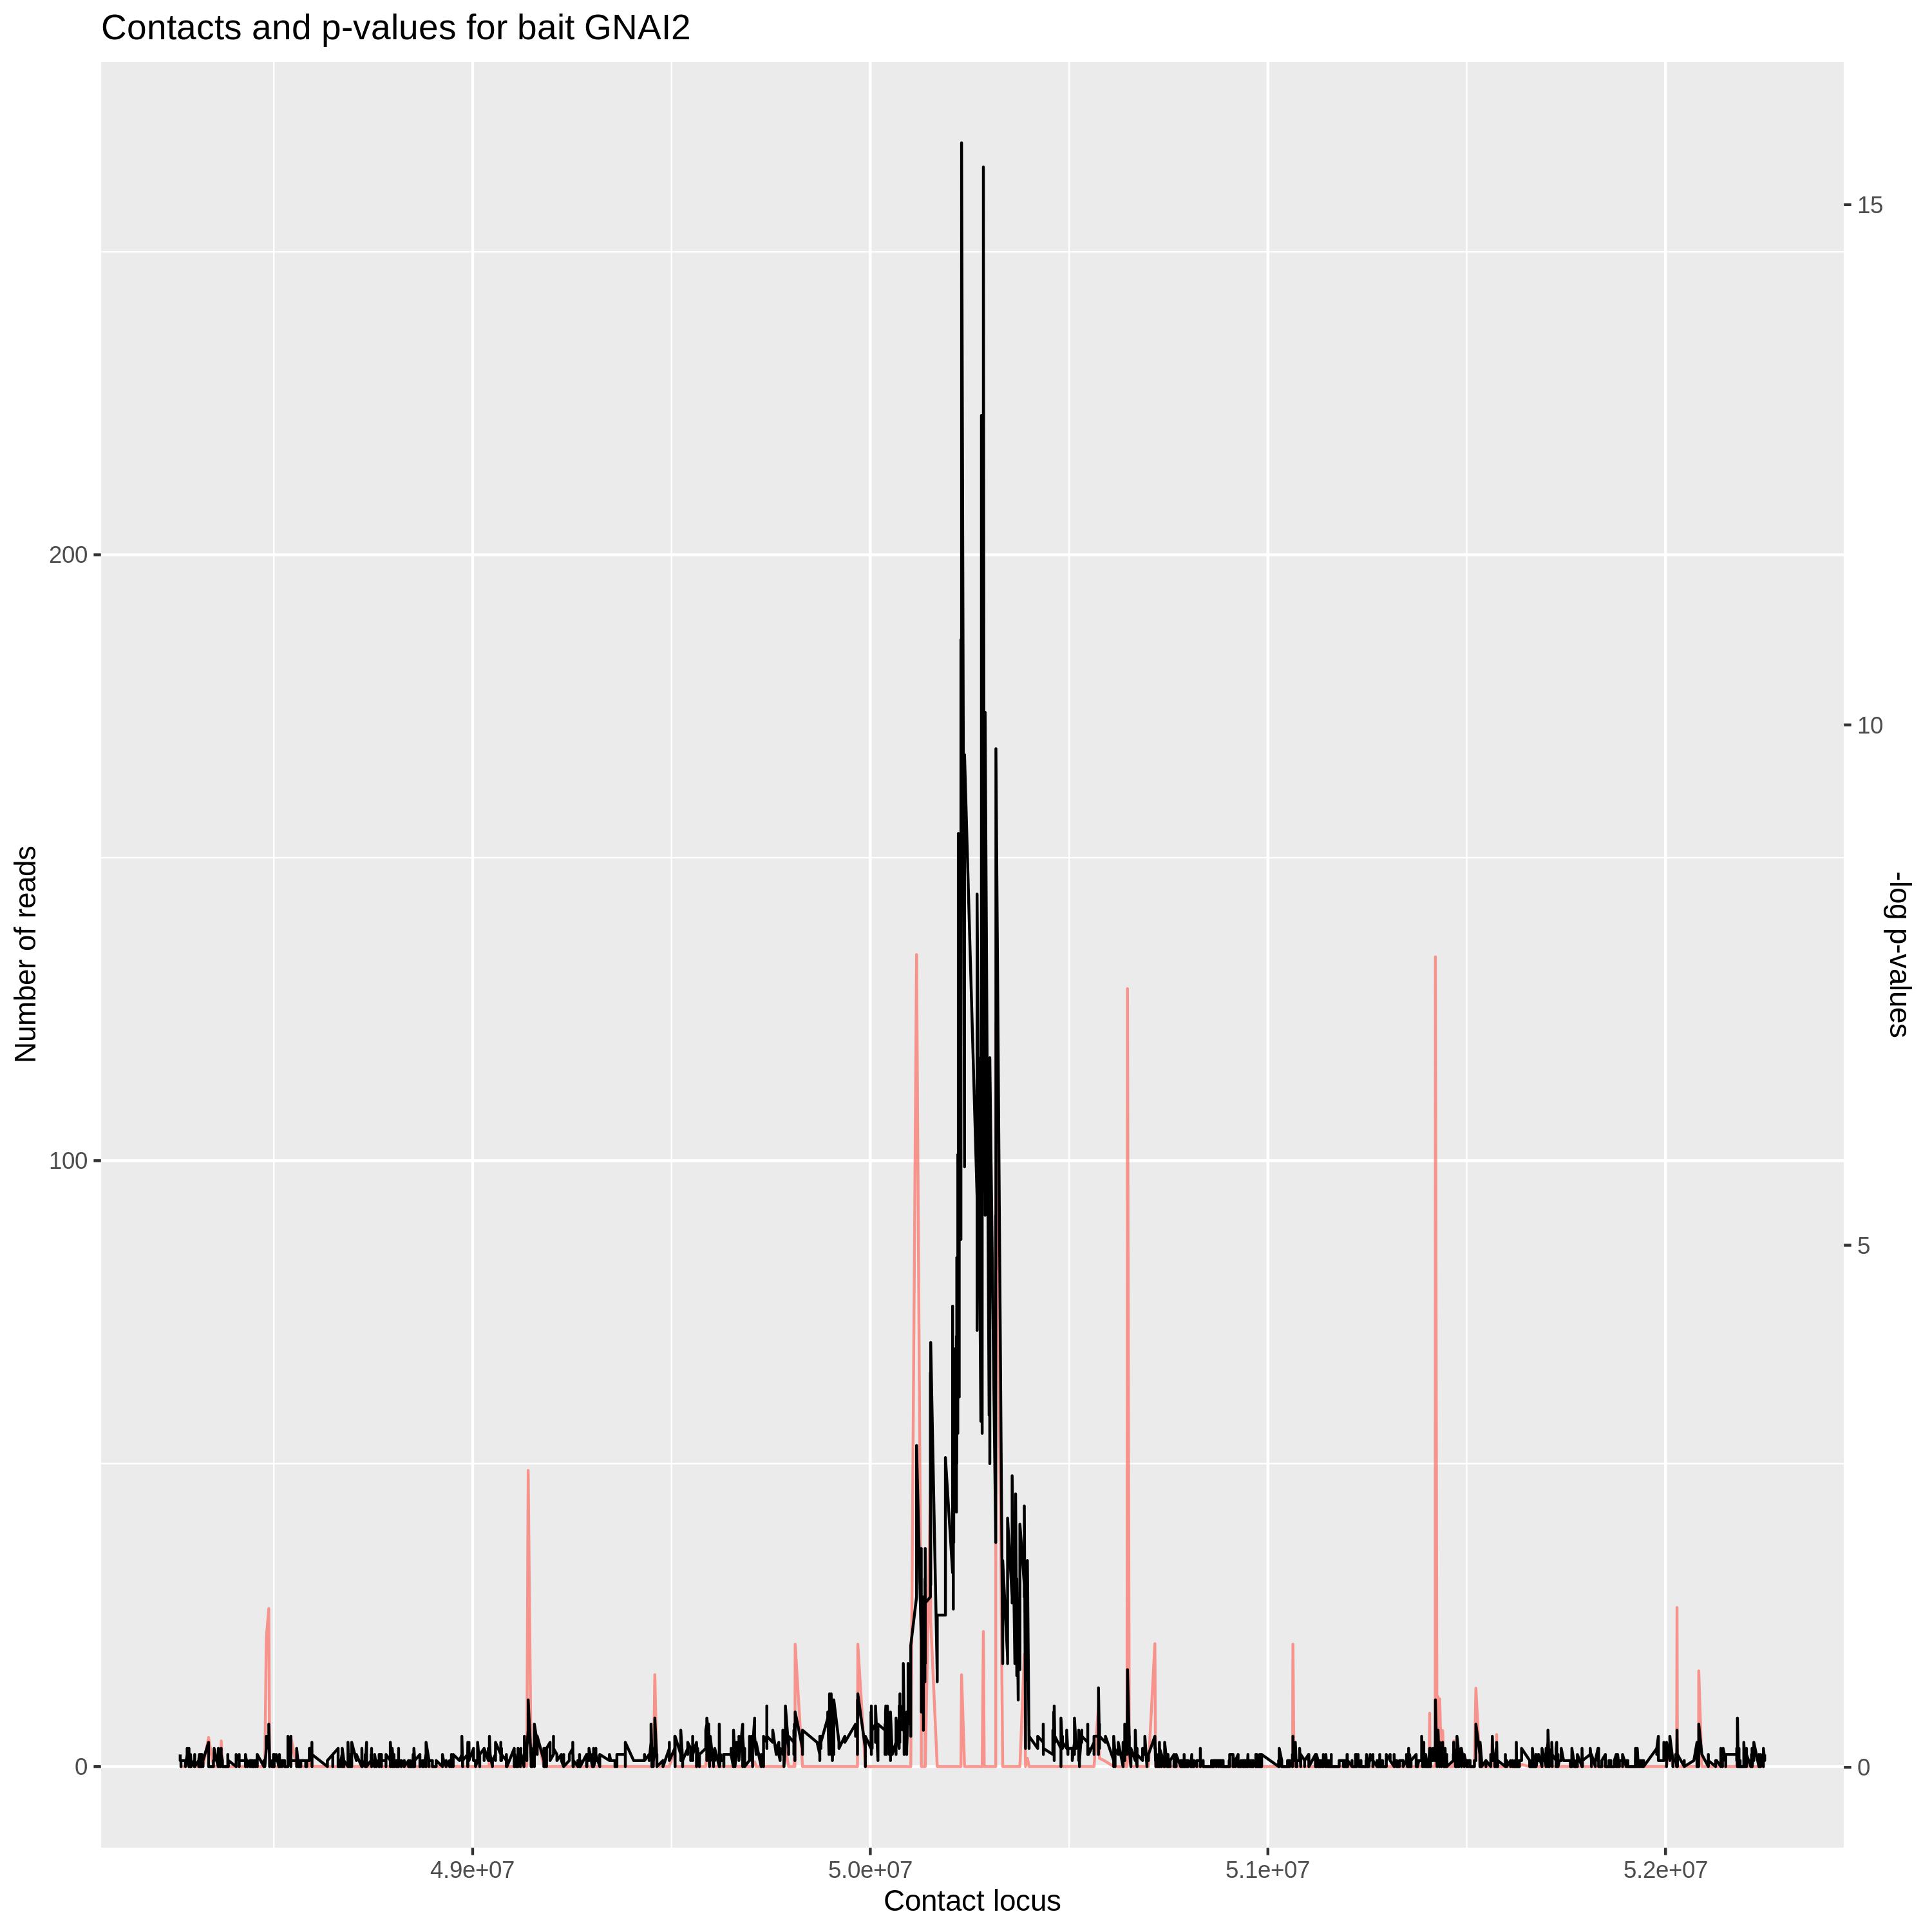 Contacts and p-values for bait GNAI2
Number of reads
200
100
0
15
10
5
0
-log p-values
4.9e+07
5.0e+07
5.1e+07
5.2e+07
Contact locus